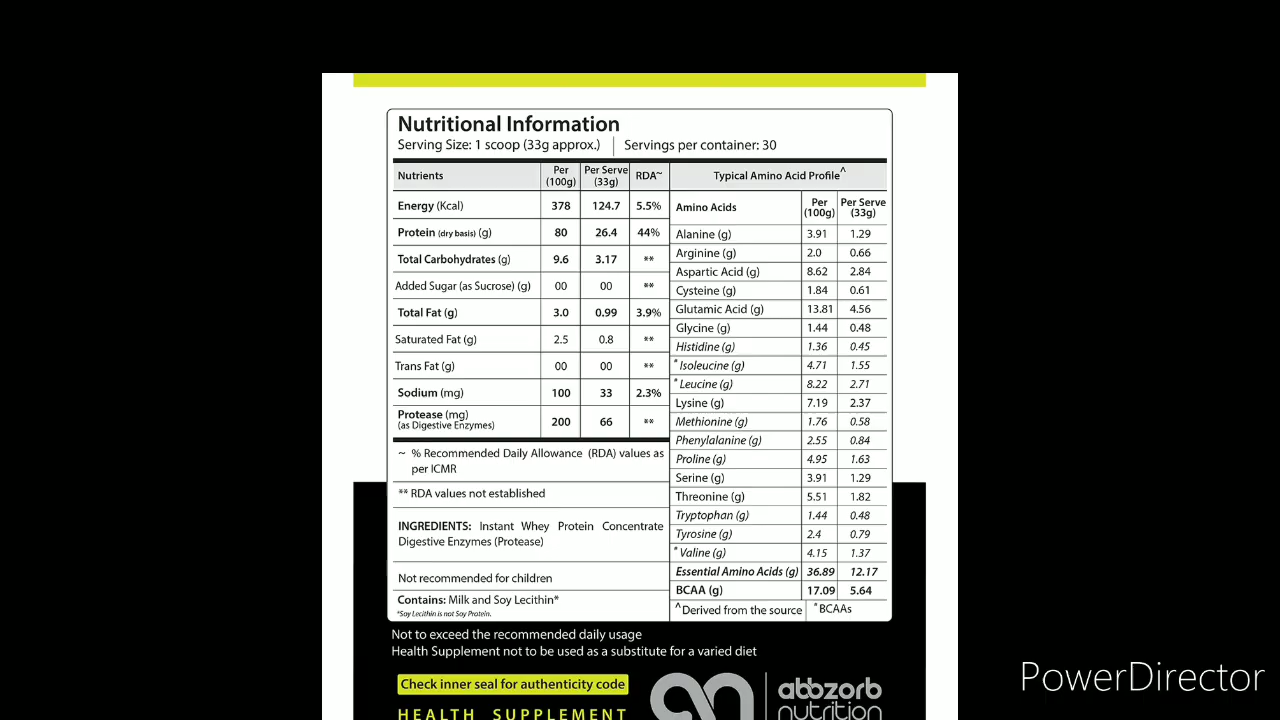 Nutritional Information
Serving Size: 1 scoop (33g approx.) | Servings per container: 30
Nutrients Per (100g) Per Serve (33g) RDA~
Energy (Kcal) 378 124.7 5.5%
Protein (dry basis) (g) 80 26.4 44%
Total Carbohydrates (g) 9.6 3.17 **
Added Sugar (as Sucrose) (g) 00 00 **
Total Fat (g) 3.0 0.99 3.9%
Saturated Fat (g) 2.5 0.8 **
Trans Fat (g) 00 00 **
Sodium (mg) 100 33 2.3%
Protease (mg) 200 66 **
(as Digestive Enzymes)
~ % Recommended Daily Allowance (RDA) values as
per ICMR
** RDA values not established
INGREDIENTS: Instant Whey Protein Concentrate
Digestive Enzymes (Protease)
Not recommended for children
Contains: Milk and Soy Lecithin*
*Soy Lecithin is not Soy Protein.
Typical Amino Acid Profile^
Amino Acids Per (100g) Per Serve (33g)
Alanine (g) 3.91 1.29
Arginine (g) 2.0 0.66
Aspartic Acid (g) 8.62 2.84
Cysteine (g) 1.84 0.61
Glutamic Acid (g) 13.81 4.56
Glycine (g) 1.44 0.48
Histidine (g) 1.36 0.45
#Isoleucine (g) 4.71 1.55
#Leucine (g) 8.22 2.71
Lysine (g) 7.19 2.37
Methionine (g) 1.76 0.58
Phenylalanine (g) 2.55 0.84
Proline (g) 4.95 1.63
Serine (g) 3.91 1.29
Threonine (g) 5.51 1.82
Tryptophan (g) 1.44 0.48
Tyrosine (g) 2.4 0.79
#Valine (g) 4.15 1.37
Essential Amino Acids (g) 36.89 12.17
BCAA (g) 17.09 5.64
^Derived from the source #BCAAs
Not to exceed the recommended daily usage
Health Supplement not to be used as a substitute for a varied diet
Check inner seal for authenticity code
HEALTH SUPPLEMENT
abbzorb
nutrition
PowerDirector